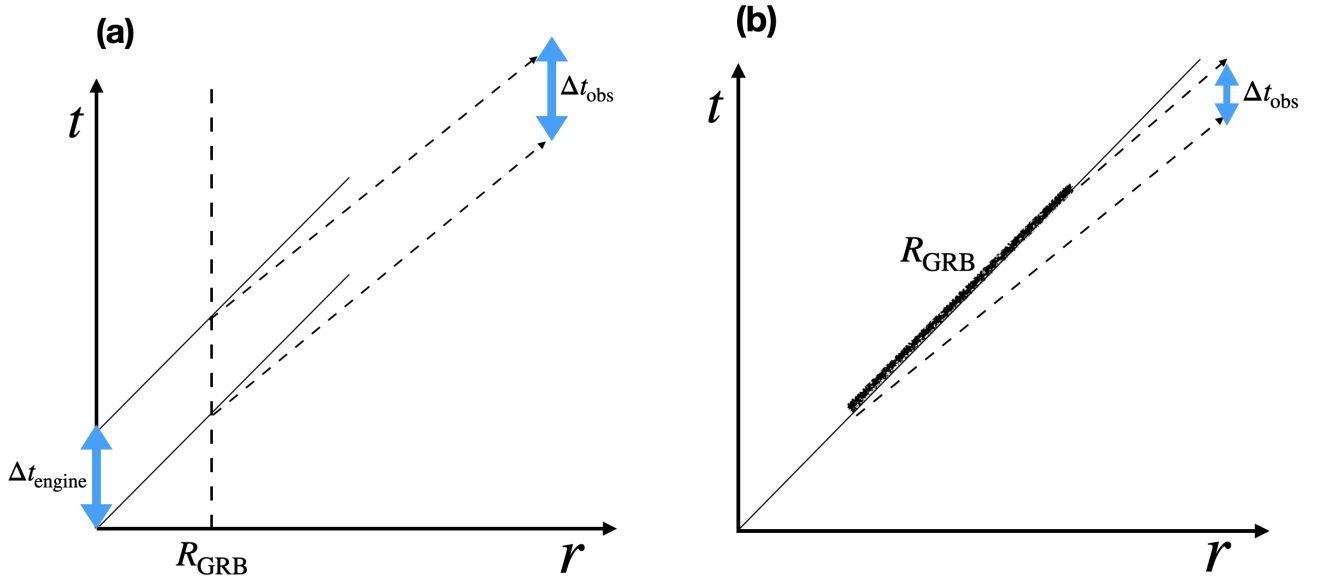 (a)
t
Δt_obs
Δt_engine
R_GRB
r
(b)
t
Δt_obs
R_GRB
r